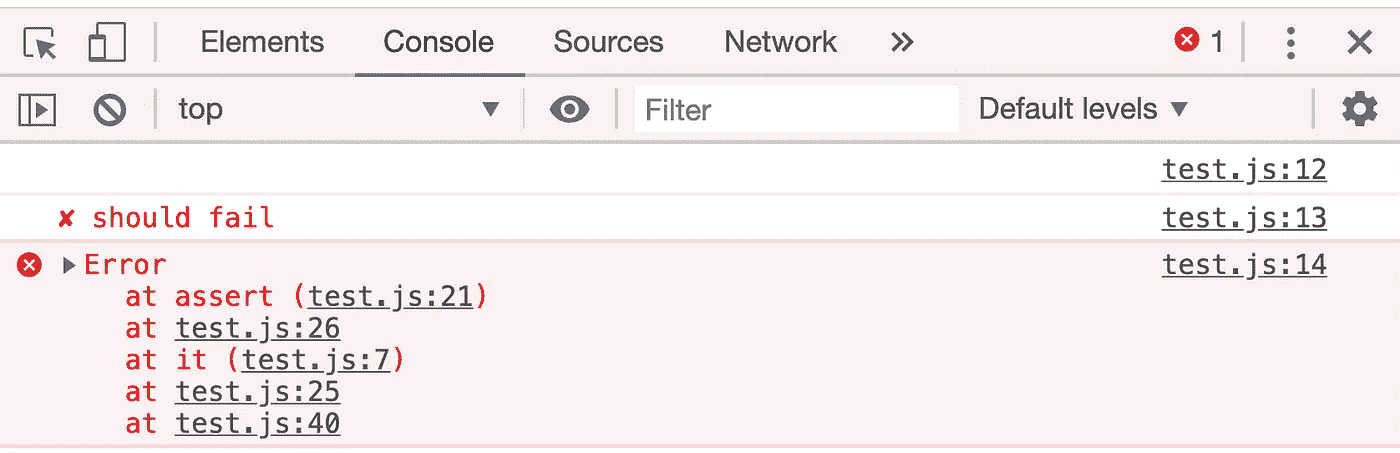 Elements Console Sources Network » 1
top Filter Default levels
test.js:12
✘ should fail test.js:13
Error test.js:14
at assert (test.js:21)
at test.js:26
at it (test.js:7)
at test.js:25
at test.js:40